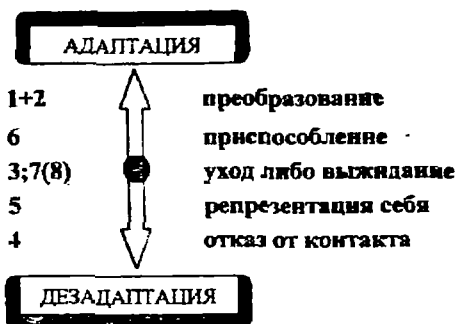 АДАПТАЦИЯ
1+2 преобразование
6 приспособление
3;7(8) уход либо выжидание
5 репрезентация себя
4 отказ от контакта
ДЕЗАДАПТАЦИЯ